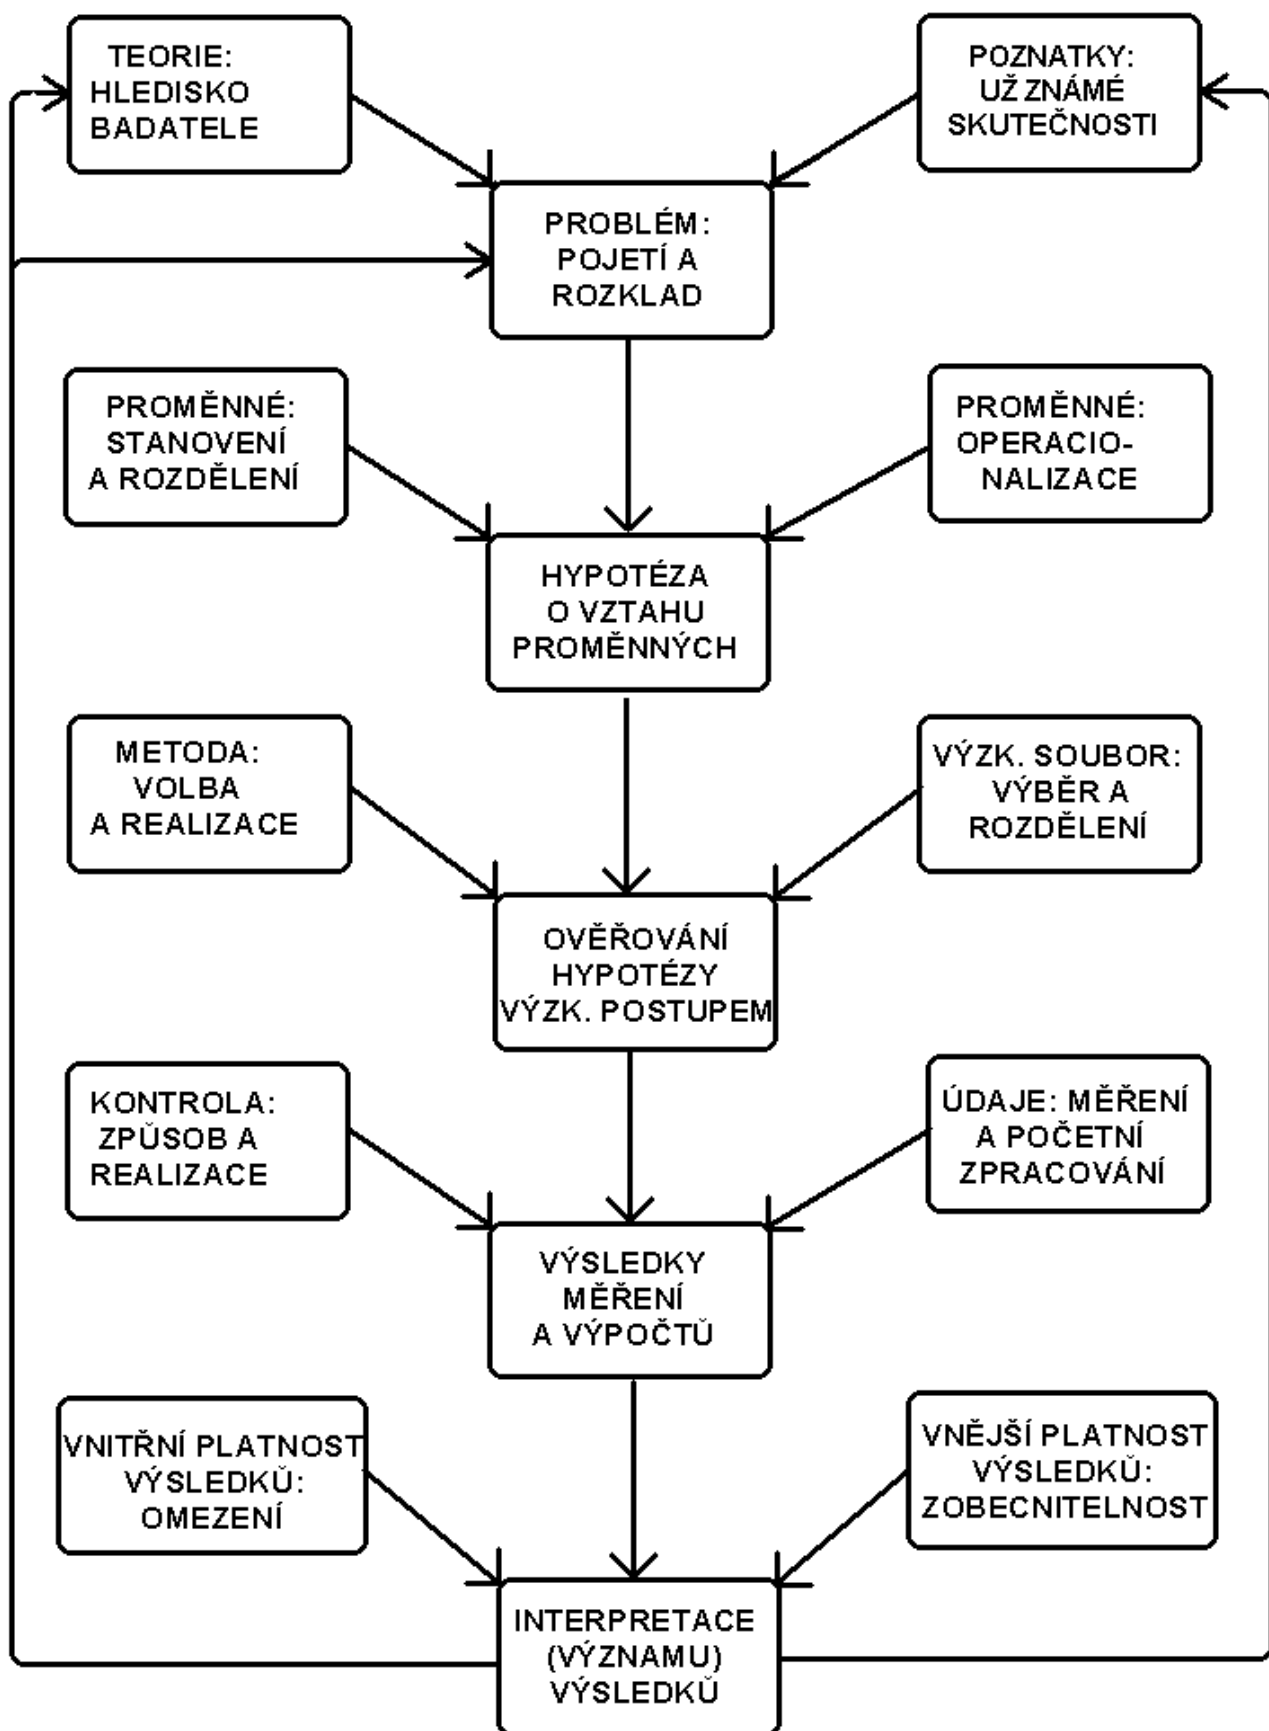 TEORIE:
HLEDISKO
BADATELE
POZNATKY:
UŽ ZNÁMÉ
SKUTEČNOSTI
PROBLÉM:
POJETÍ A
ROZKLAD
PROMĚNNÉ:
STANOVENÍ
A ROZDĚLENÍ
PROMĚNNÉ:
OPERACIO-
NALIZACE
HYPOTÉZA
O VZTAHU
PROMĚNNÝCH
METODA:
VOLBA
A REALIZACE
VÝZK. SOUBOR:
VÝBĚR A
ROZDĚLENÍ
OVĚŘOVÁNÍ
HYPOTÉZY
VÝZK. POSTUPEM
KONTROLA:
ZPŮSOB A
REALIZACE
ÚDAJE: MĚŘENÍ
A POČETNÍ
ZPRACOVÁNÍ
VÝSLEDKY
MĚŘENÍ
A VÝPOČTŮ
VNITŘNÍ PLATNOST
VÝSLEDKŮ:
OMEZENÍ
VNĚJŠÍ PLATNOST
VÝSLEDKŮ:
ZOBECNITELNOST
INTERPRETACE
(VÝZNAMU)
VÝSLEDKŮ